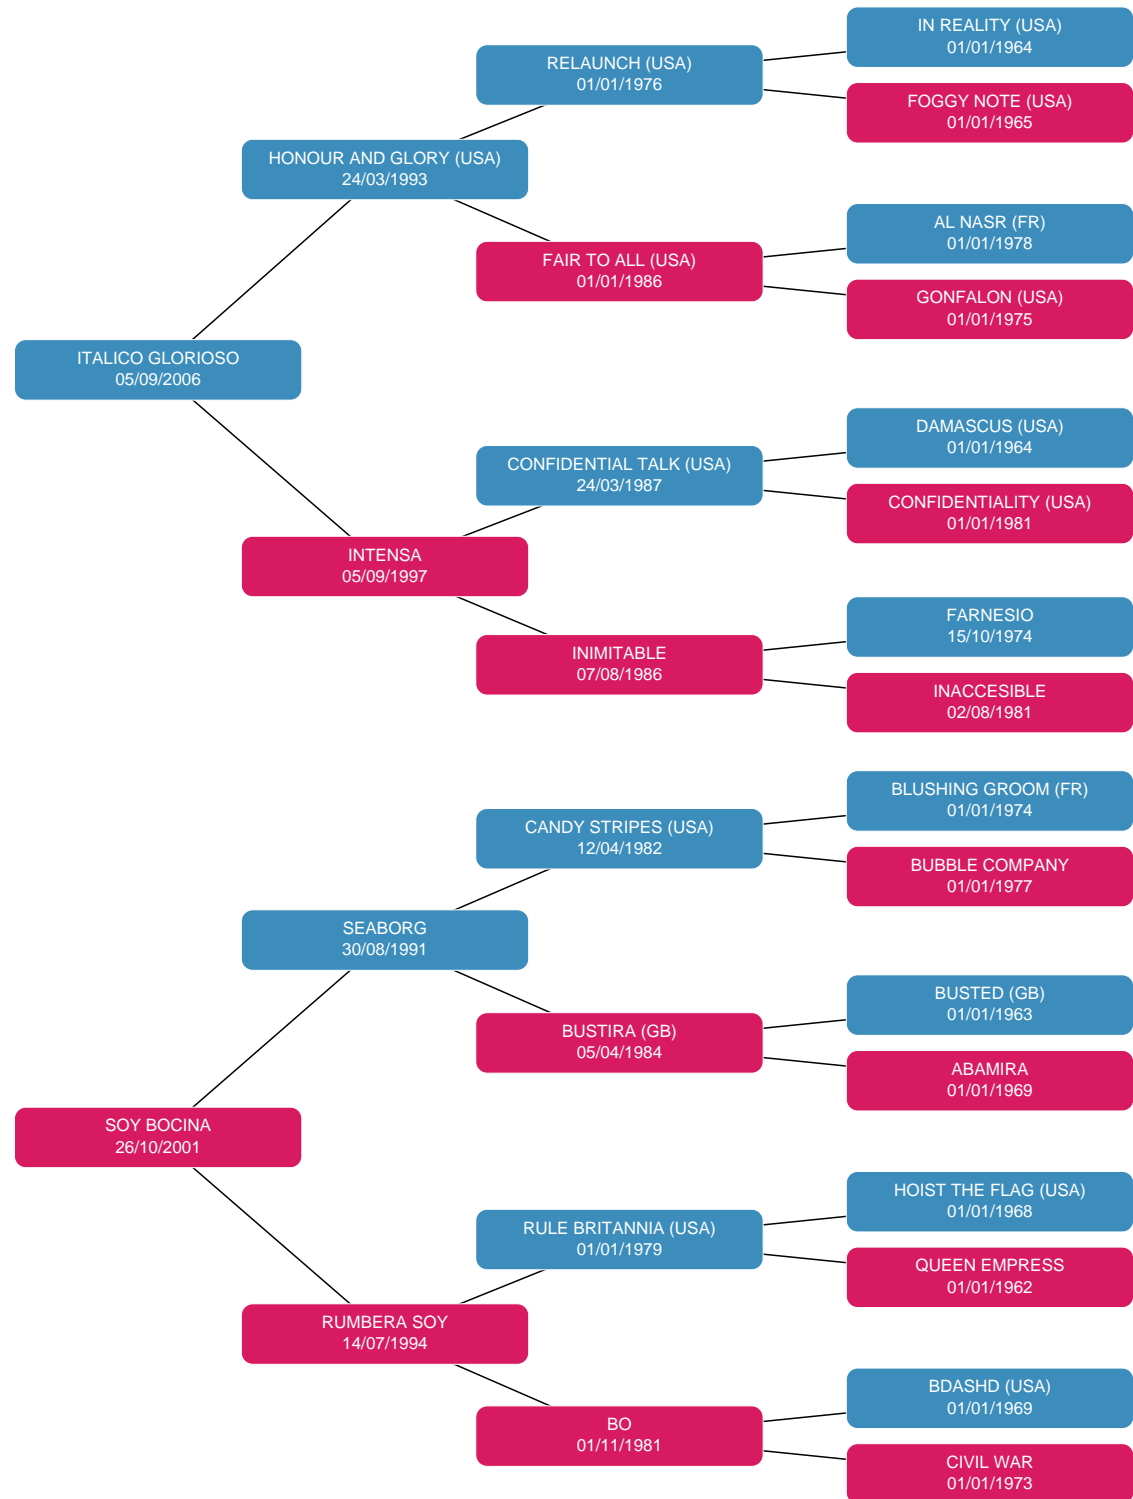 IN REALITY (USA)
01/01/1964
RELAUNCH (USA)
01/01/1976
FOGGY NOTE (USA)
01/01/1965
HONOUR AND GLORY (USA)
24/03/1993
AL NASR (FR)
01/01/1978
FAIR TO ALL (USA)
01/01/1986
GONFALON (USA)
01/01/1975
ITALICO GLORIOSO
05/09/2006
DAMASCUS (USA)
01/01/1964
CONFIDENTIAL TALK (USA)
24/03/1987
CONFIDENTIALITY (USA)
01/01/1981
INTENSA
05/09/1997
FARNESIO
15/10/1974
INIMITABLE
07/08/1986
INACCESIBLE
02/08/1981
BLUSHING GROOM (FR)
01/01/1974
CANDY STRIPES (USA)
12/04/1982
BUBBLE COMPANY
01/01/1977
SEABORG
30/08/1991
BUSTED (GB)
01/01/1963
BUSTIRA (GB)
05/04/1984
ABAMIRA
01/01/1969
SOY BOCINA
26/10/2001
HOIST THE FLAG (USA)
01/01/1968
RULE BRITANNIA (USA)
01/01/1979
QUEEN EMPRESS
01/01/1962
RUMBERA SOY
14/07/1994
BDASHD (USA)
01/01/1969
BO
01/11/1981
CIVIL WAR
01/01/1973